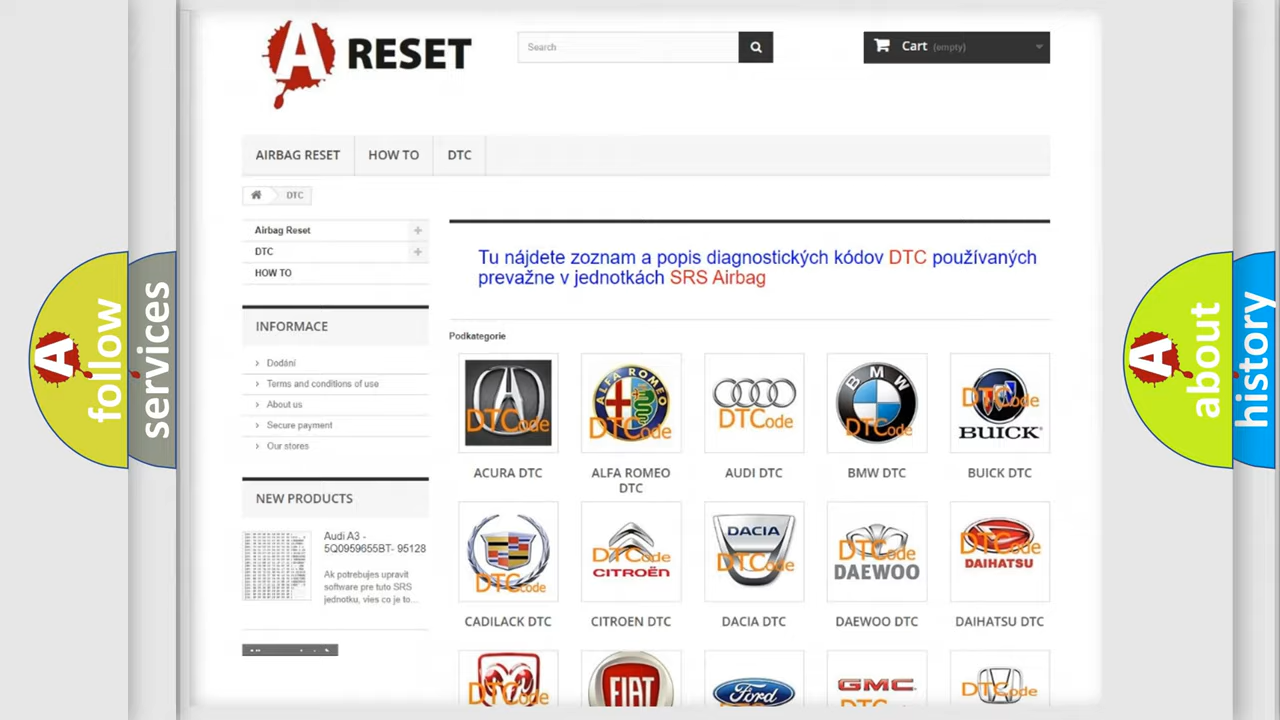 A RESET
Search
Cart (empty)
AIRBAG RESET
HOW TO
DTC
DTC
Airbag Reset
DTC
HOW TO
INFORMACE
Dodání
Terms and conditions of use
About us
Secure payment
Our stores
NEW PRODUCTS
Audi A3 -
5Q0959655BT- 95128
Ak potrebujes upravit
software pre tuto SRS
jednotku, vies co je to...
Tu nájdete zoznam a popis diagnostických kódov DTC používaných
prevažne v jednotkách SRS Airbag
Podkategorie
DTCode
ALFA ROMEO
DTCode
DTCode
BMW
DTCode
DTCode
BUICK
ACURA DTC
ALFA ROMEO
DTC
AUDI DTC
BMW DTC
BUICK DTC
DTCode
DTCode
CITROËN
DACIA
DTCode
DTCode
DAEWOO
DTCode
DAIHATSU
CADILACK DTC
CITROEN DTC
DACIA DTC
DAEWOO DTC
DAIHATSU DTC
DTCode
FIAT
Ford
GMC
DTCode
A follow
services
A about
history